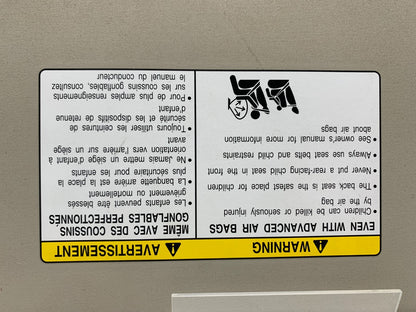 WARNING
EVEN WITH ADVANCED AIR BAGS
• Children can be killed or seriously injured
by the air bag
• The back seat is the safest place for children
• Never put a rear-facing child seat in the front
• Always use seat belts and child restraints
• See owner's manual for more information
about air bags
AVERTISSEMENT
MÊME AVEC DES COUSSINS
GONFLABLES PERFECTIONNÉS
• Les enfants peuvent être blessés
grièvement ou mortellement
• La banquette arrière est la place la
plus sécuritaire pour les enfants
• Ne Jamais mettre un siège d'enfant à
orientation vers l'arrière sur un siège
avant
• Toujours utiliser les ceintures de
sécurité et les dispositifs de retenue
d'enfant
• Pour de plus amples renseignements
sur les coussins gonflables, consultez
le manuel du conducteur